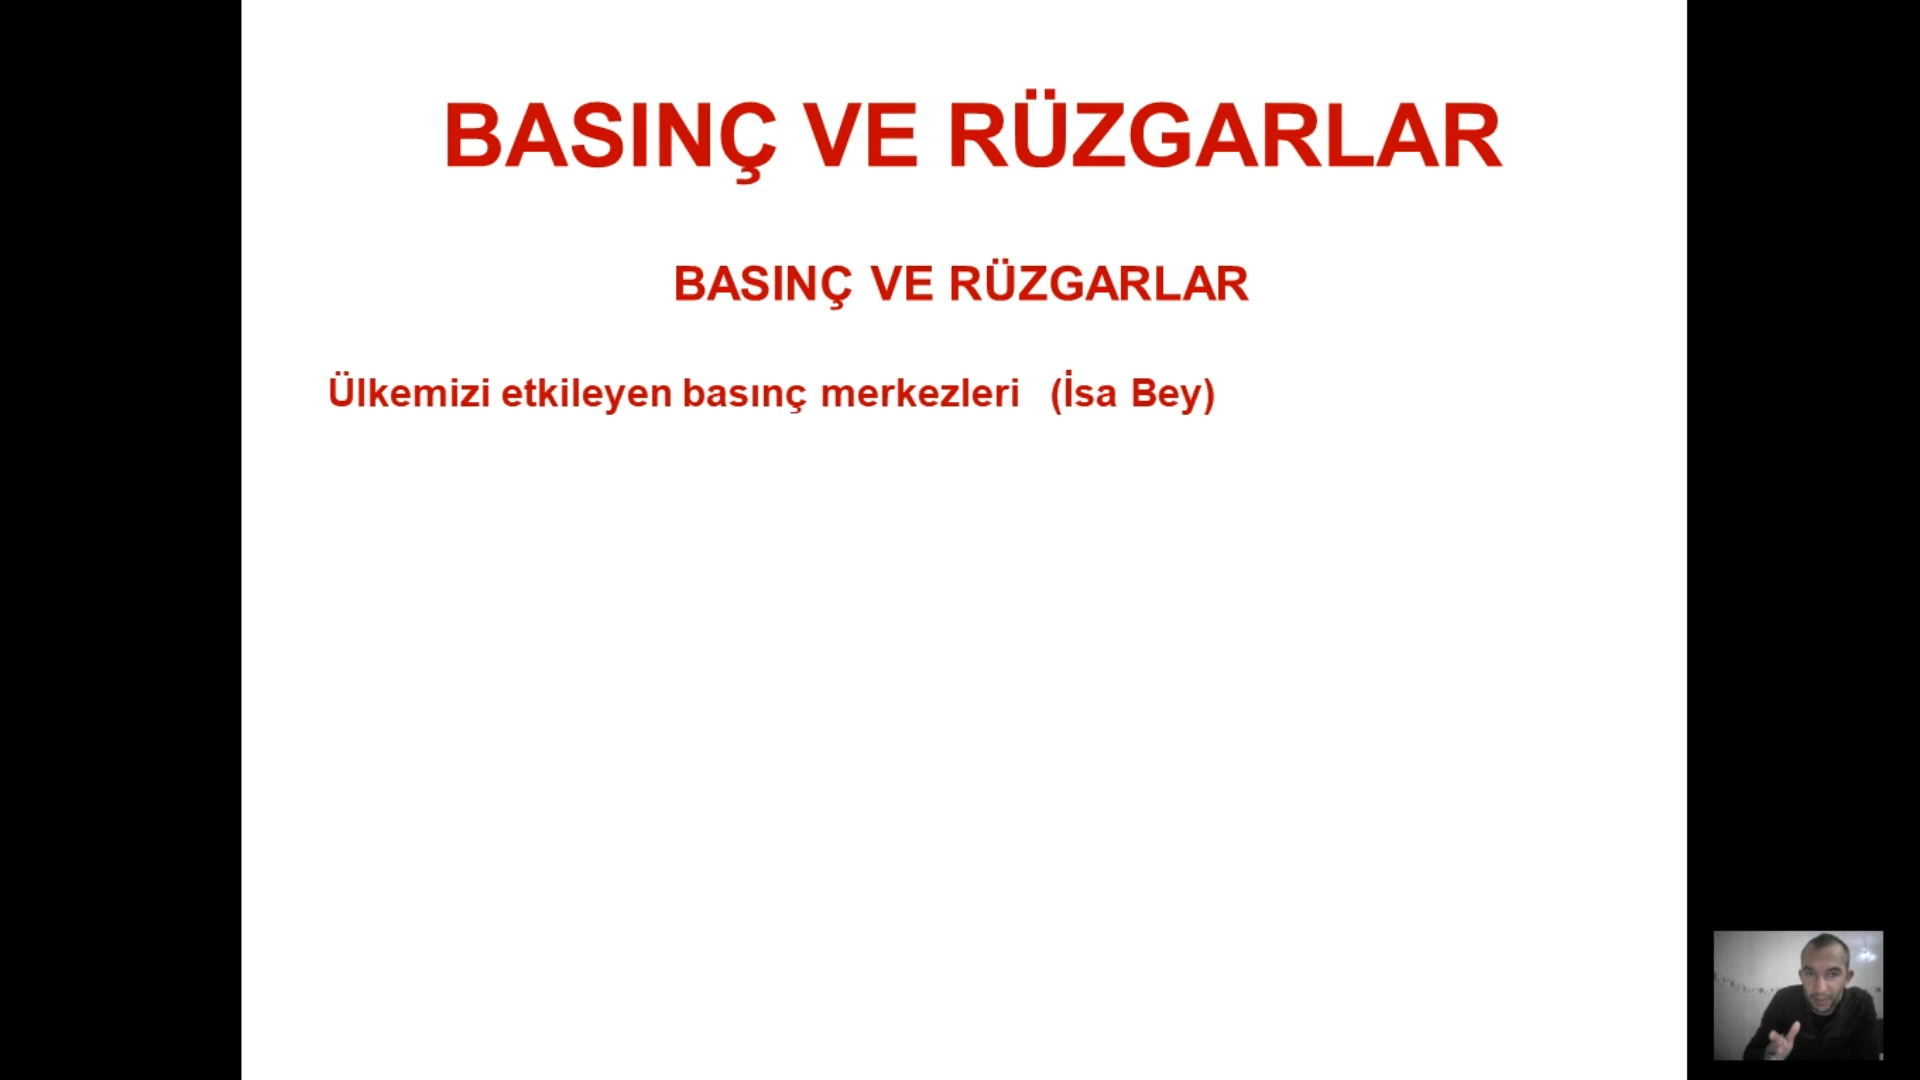 BASINÇ VE RÜZGARLAR
BASINÇ VE RÜZGARLAR
Ülkemizi etkileyen basınç merkezleri (İsa Bey)